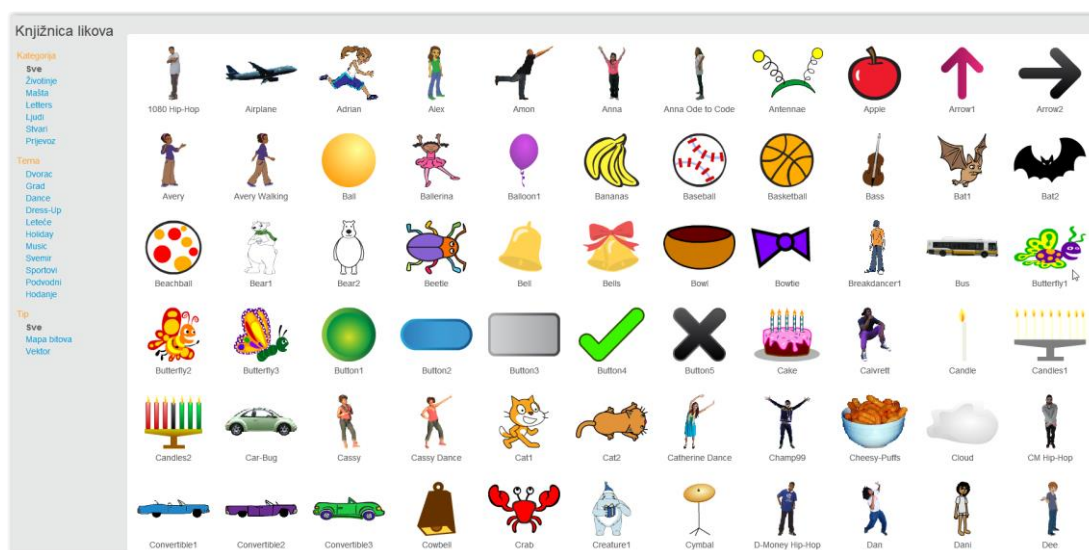 Knjižnica likova
Kategorija
Sve
Životinje
Mašta
Letters
Ljudi
Stvari
Prijevoz
Tema
Dvorac
Grad
Dance
Dress-Up
Leteće
Holiday
Music
Svemir
Sportovi
Podvodni
Hodanje
Tip
Sve
Mapa bitova
Vektor
1080 Hip-Hop Airplane Adrian Alex Amon Anna Anna Ode to Code Antennae Apple Arrow1 Arrow2
Avery Avery Walking Ball Ballerina Balloon1 Bananas Baseball Basketball Bass Bat1 Bat2
Beachball Bear1 Bear2 Beetle Bell Bells Bowl Bowtie Breakdancer1 Bus Butterfly1
Butterfly2 Butterfly3 Button1 Button2 Button3 Button4 Button5 Cake Calvrett Candle Candles1
Candles2 Car-Bug Cassy Cassy Dance Cat1 Cat2 Catherine Dance Champ99 Cheesy-Puffs Cloud CM Hip-Hop
Convertible1 Convertible2 Convertible3 Cowbell Crab Creature1 Cymbal D-Money Hip-Hop Dan Dani Dee